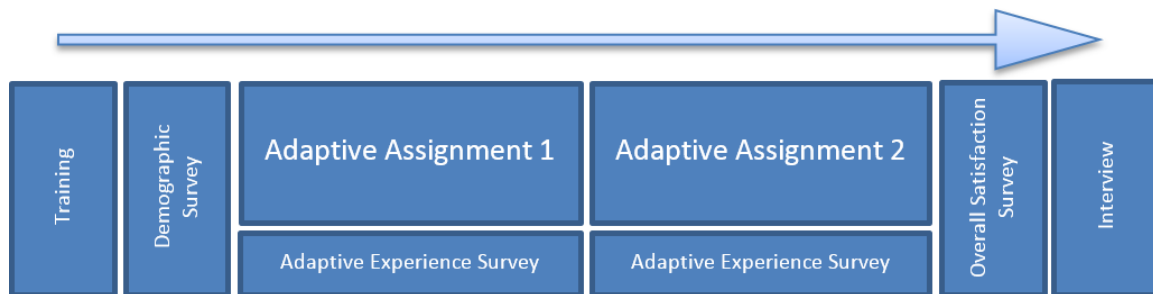 Training
Demographic
Survey
Adaptive Assignment 1
Adaptive Experience Survey
Adaptive Assignment 2
Adaptive Experience Survey
Overall Satisfaction
Survey
Interview